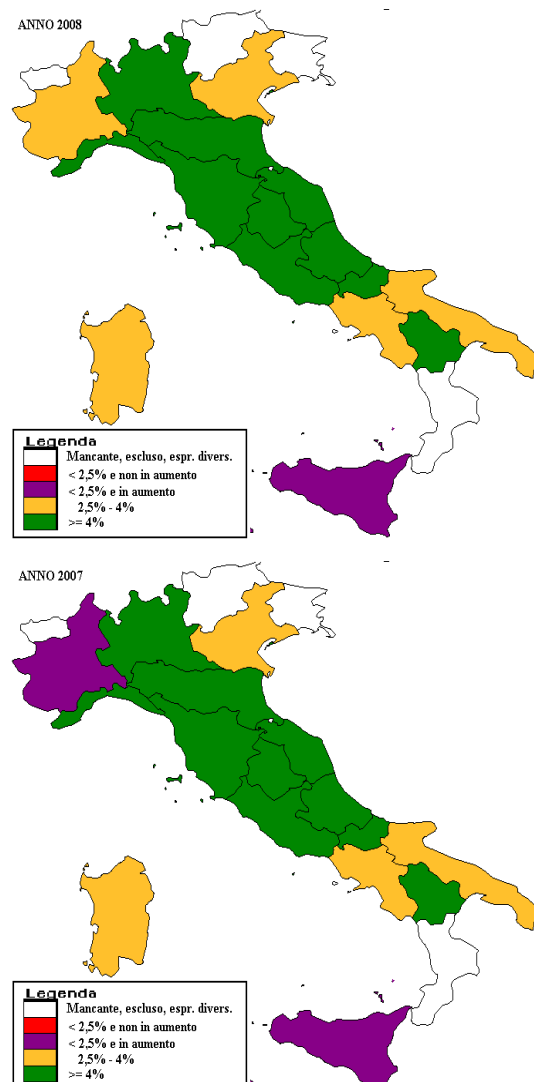 ANNO 2008
Legenda
Mancante, escluso, espr. divers.
< 2,5% e non in aumento
< 2,5% e in aumento
2,5% - 4%
>= 4%
ANNO 2007
Legenda
Mancante, escluso, espr. divers.
< 2,5% e non in aumento
< 2,5% e in aumento
2,5% - 4%
>= 4%